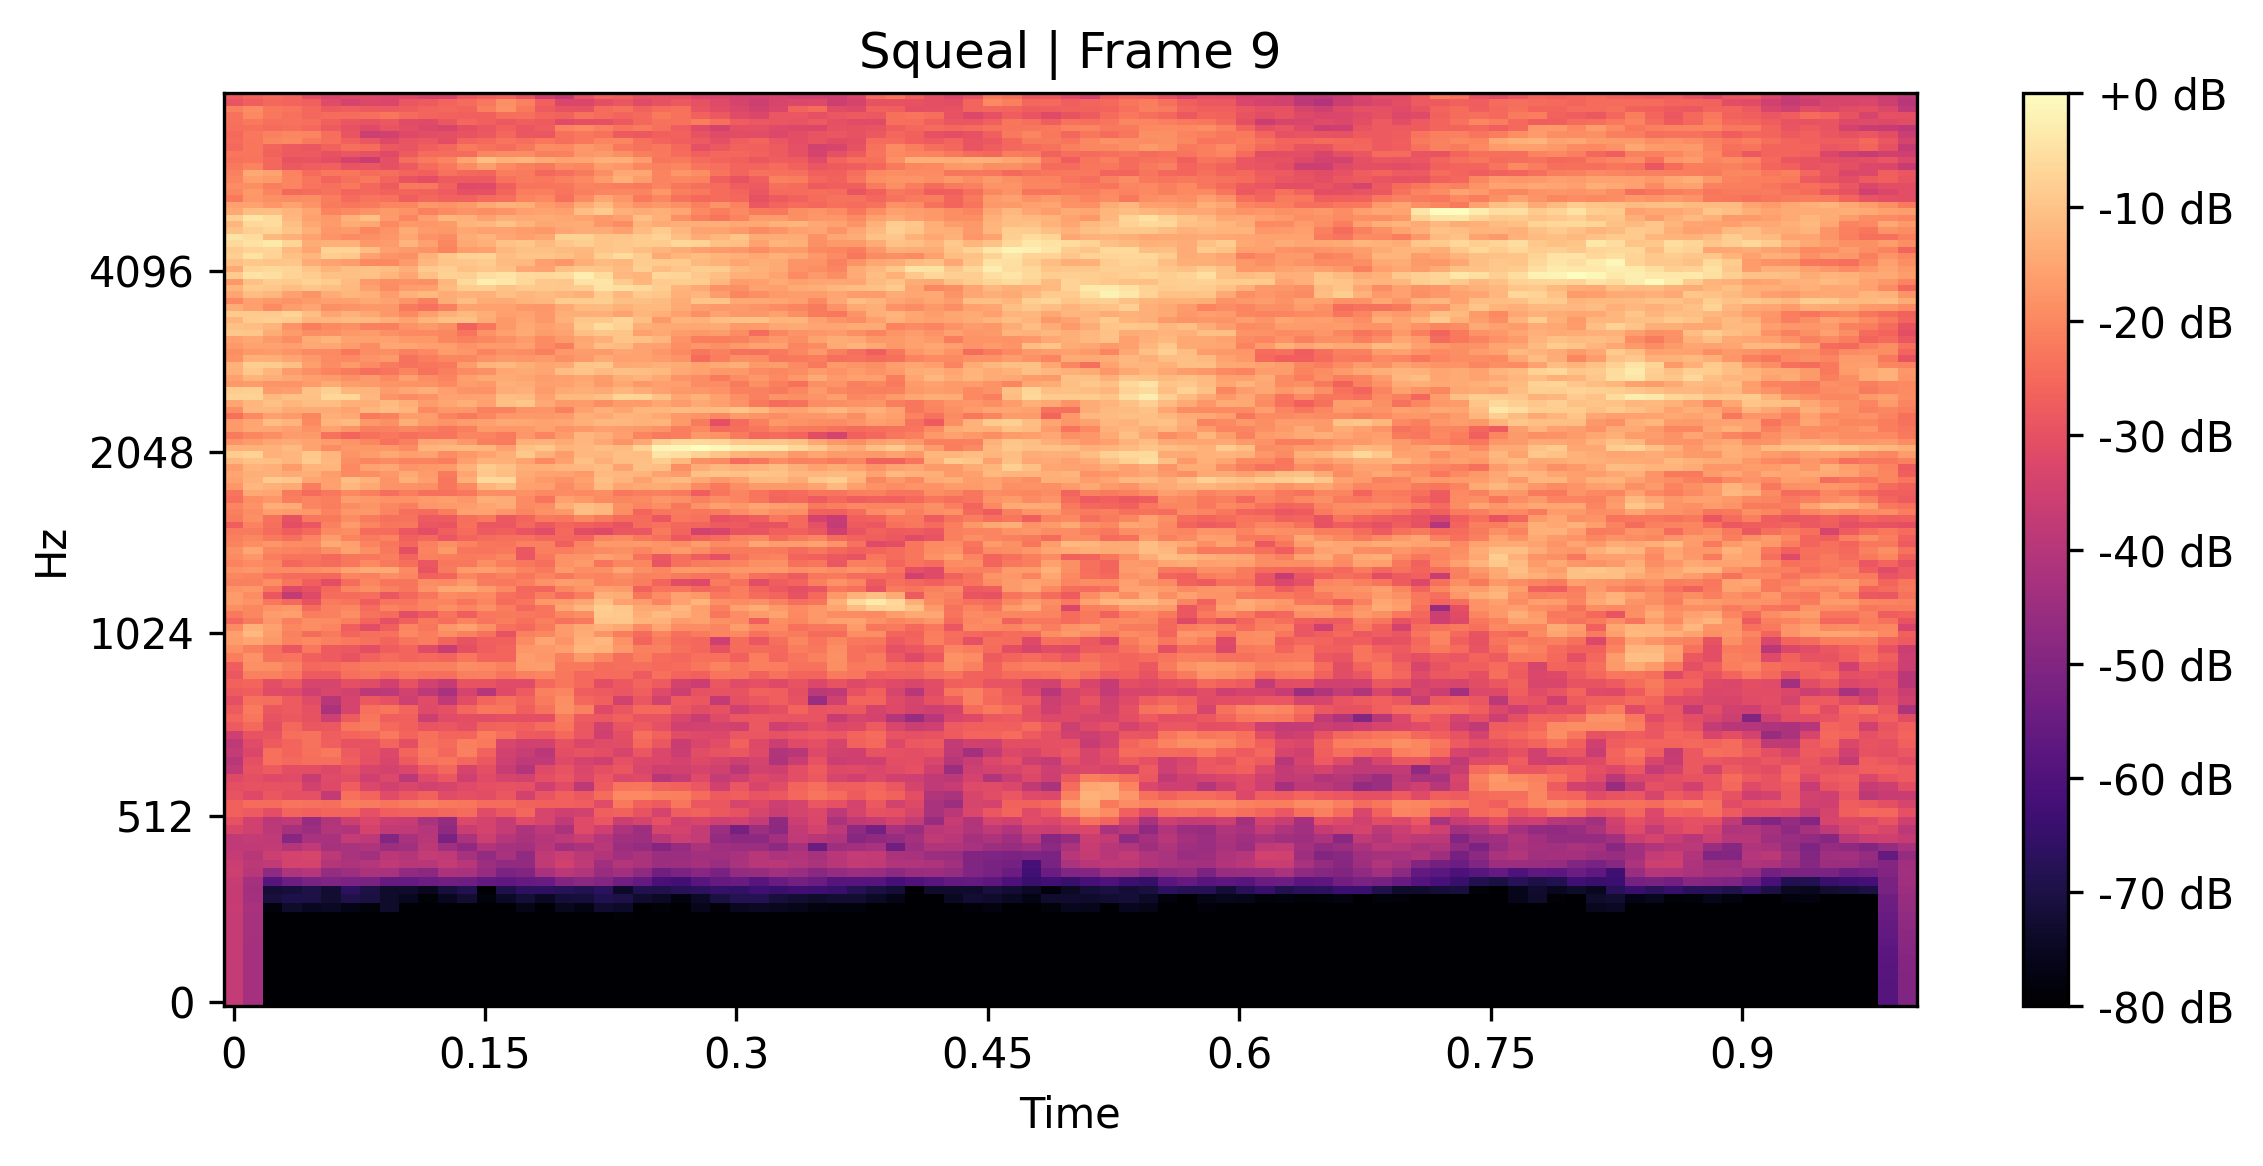 Squeal | Frame 9
Hz
4096
2048
1024
512
0
0 0.15 0.3 0.45 0.6 0.75 0.9
Time
+0 dB
-10 dB
-20 dB
-30 dB
-40 dB
-50 dB
-60 dB
-70 dB
-80 dB